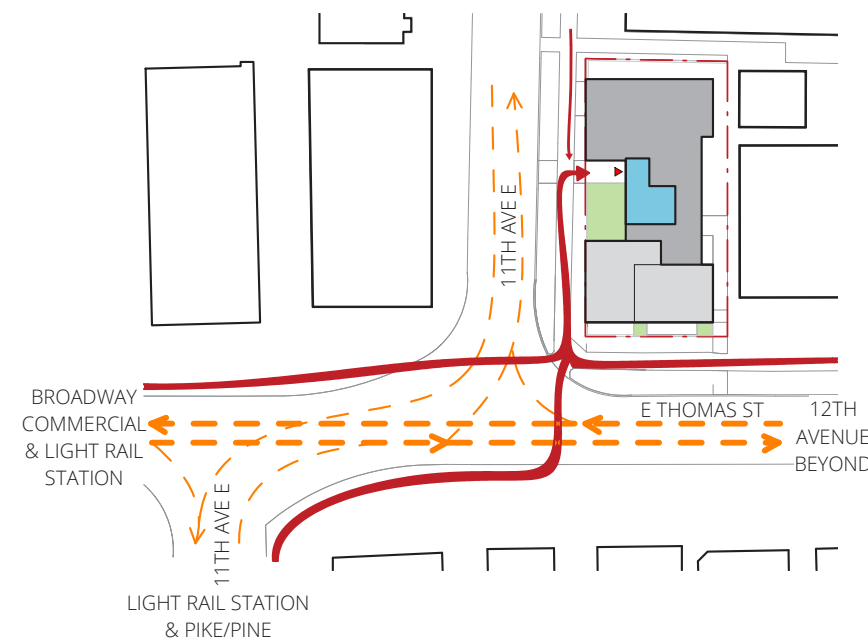 11TH AVE E
BROADWAY
COMMERCIAL
& LIGHT RAIL
STATION
E THOMAS ST
12TH
AVENUE
BEYOND
11TH AVE E
LIGHT RAIL STATION
& PIKE/PINE